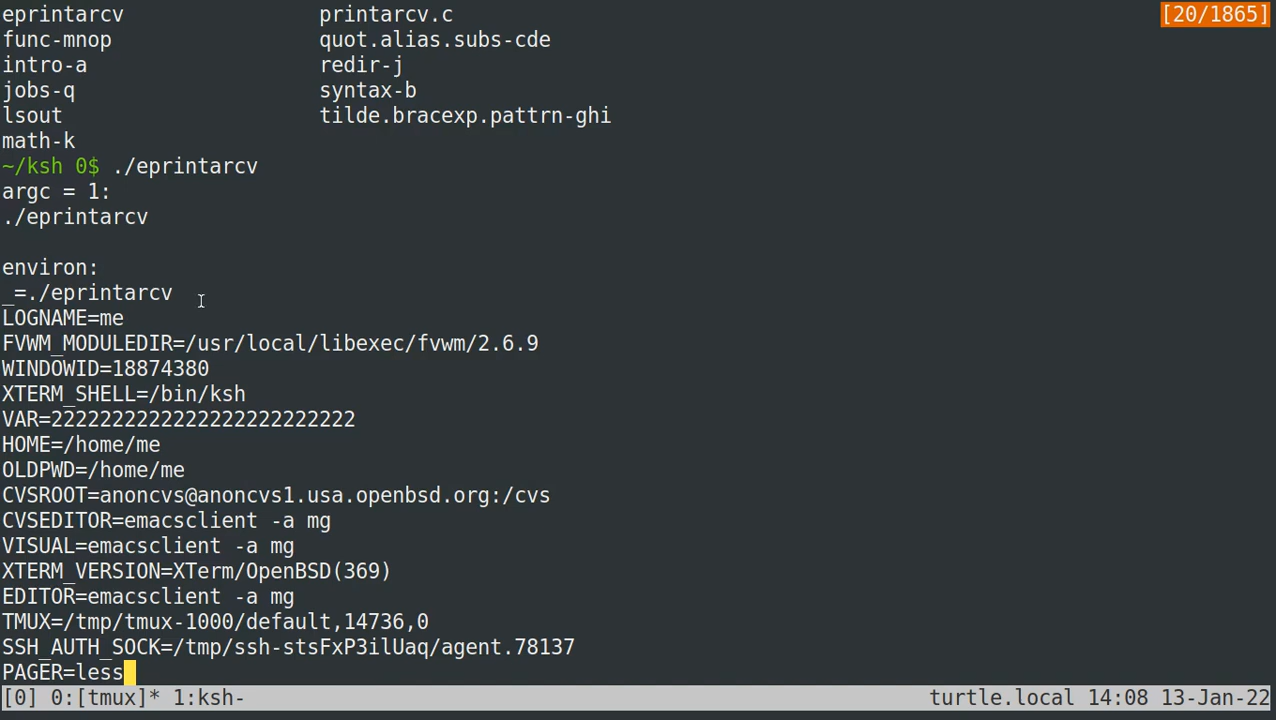 eprintarcv printarcv.c [20/1865]
func-mnop quot.alias.subs-cde
intro-a redir-j
jobs-q syntax-b
lsout tilde.bracexp.pattrn-ghi
math-k
~/ksh 0$ ./eprintarcv
argc = 1:
./eprintarcv
environ:
_=./eprintarcv
LOGNAME=me
FVWM_MODULEDIR=/usr/local/libexec/fvwm/2.6.9
WINDOWID=18874380
XTERM_SHELL=/bin/ksh
VAR=2222222222222222222222222
HOME=/home/me
OLDPWD=/home/me
CVSROOT=anoncvs@anoncvs1.usa.openbsd.org:/cvs
CVSEDITOR=emacsclient -a mg
VISUAL=emacsclient -a mg
XTERM_VERSION=XTerm/OpenBSD(369)
EDITOR=emacsclient -a mg
TMUX=/tmp/tmux-1000/default,14736,0
SSH_AUTH_SOCK=/tmp/ssh-stsFxP3ilUaq/agent.78137
PAGER=less
[0] 0:[tmux]* 1:ksh- turtle.local 14:08 13-Jan-22